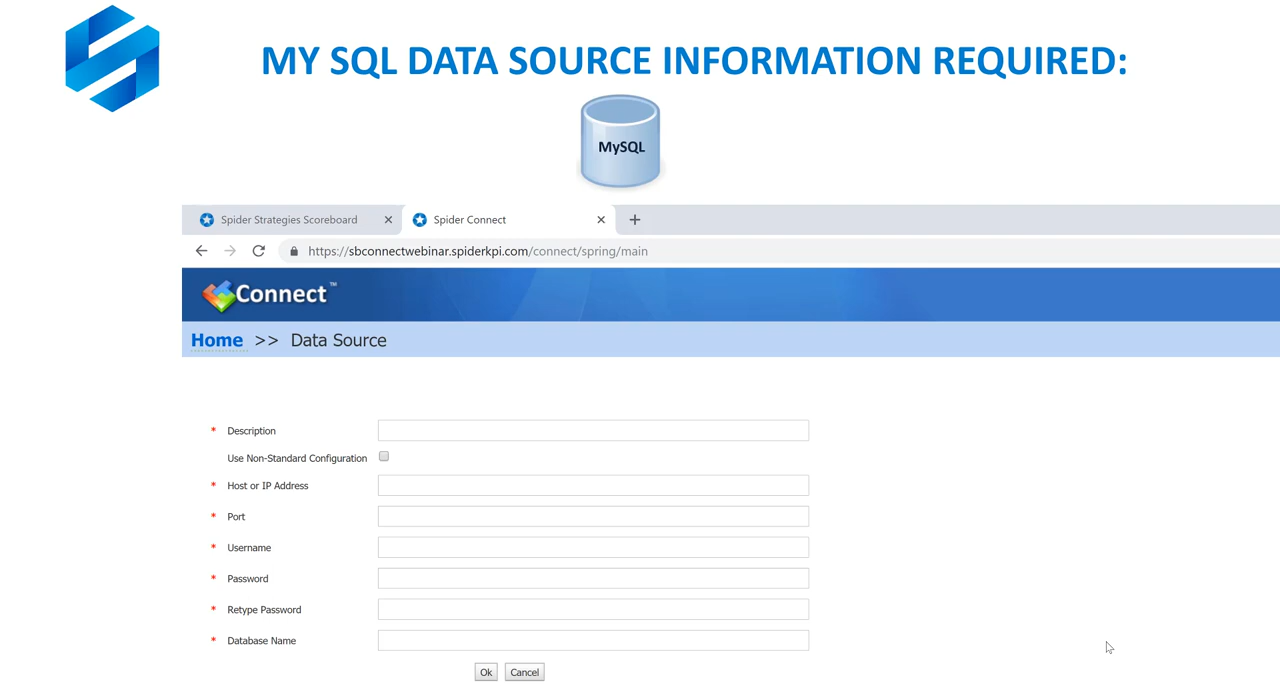 MY SQL DATA SOURCE INFORMATION REQUIRED:
MySQL
Spider Strategies Scoreboard
Spider Connect
https://sbconnectwebinar.spiderkpi.com/connect/spring/main
Connect™
Home >> Data Source
* Description
Use Non-Standard Configuration
* Host or IP Address
* Port
* Username
* Password
* Retype Password
* Database Name
Ok Cancel